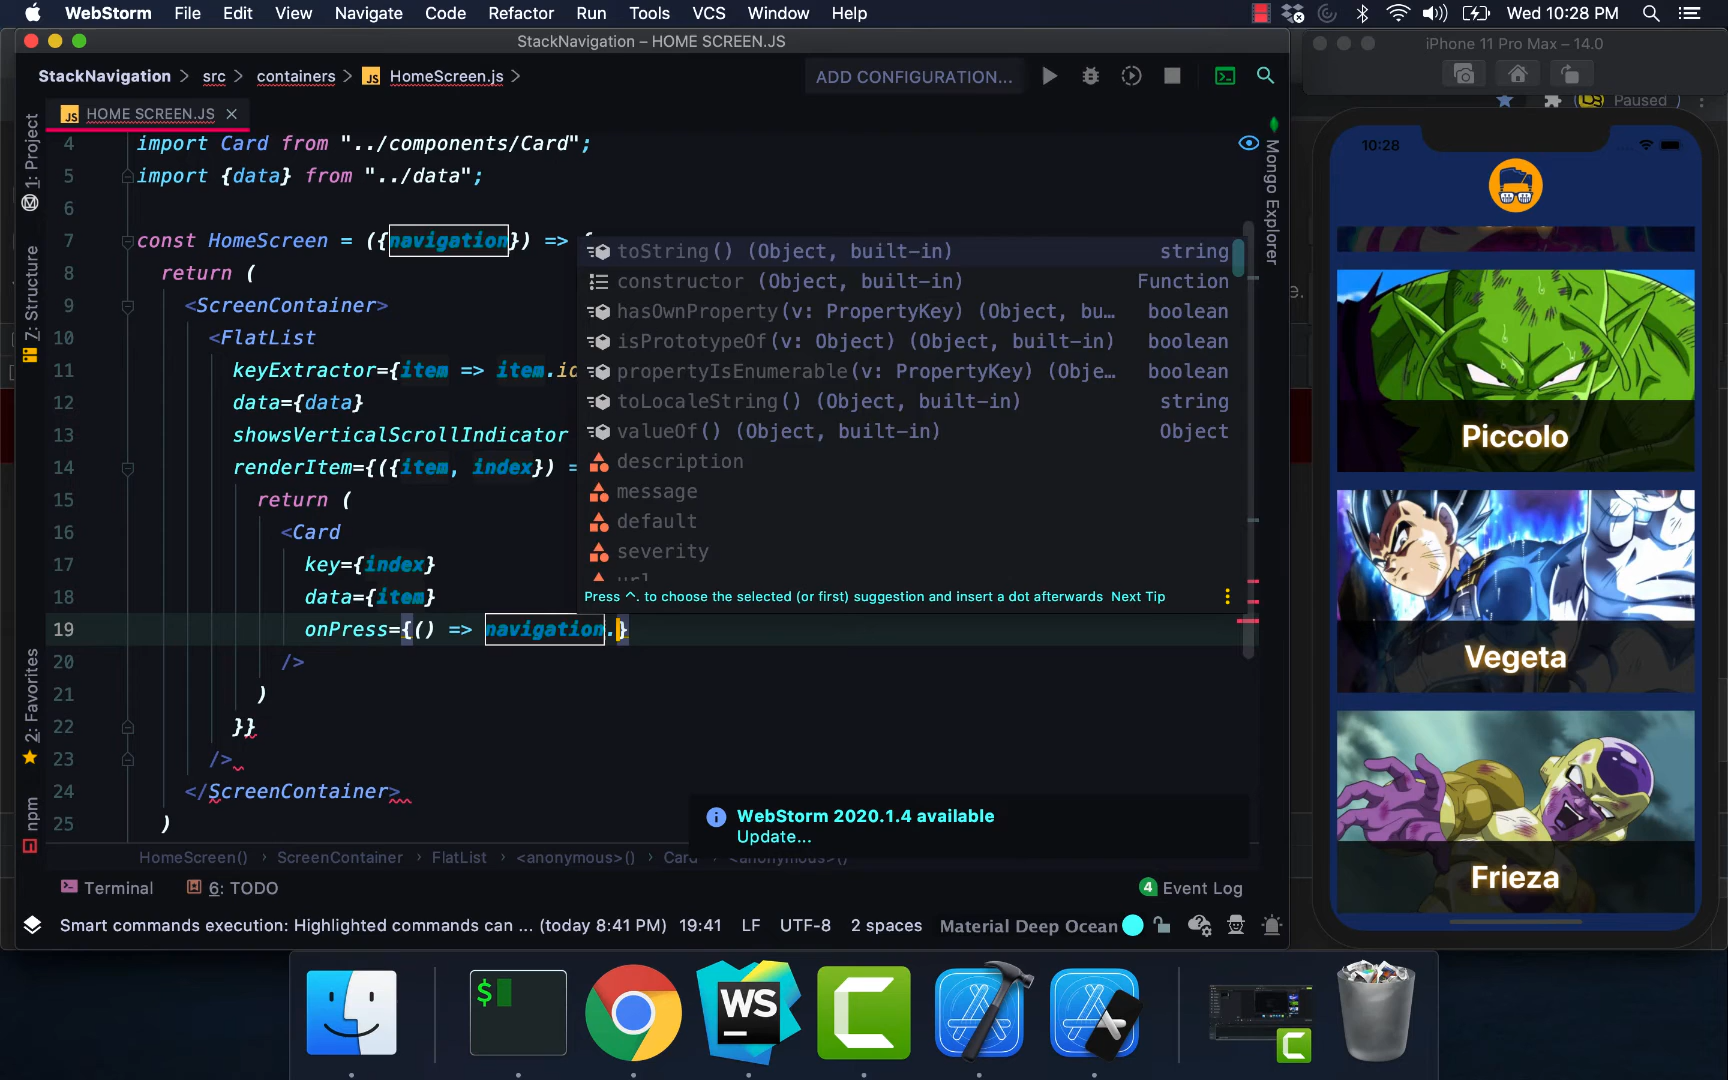 WebStorm File Edit View Navigate Code Refactor Run Tools VCS Window Help Wed 10:28 PM
StackNavigation – HOME SCREEN.JS
iPhone 11 Pro Max – 14.0
StackNavigation src containers JS HomeScreen.js ADD CONFIGURATION...
Paused
JS HOME SCREEN.JS
1: Project
7: Structure
2: Favorites
npm
Mongo Explorer
4 import Card from "../components/Card";
5 import {data} from "../data";
6
7 const HomeScreen = ({navigation}) => {
8 return (
9 <ScreenContainer>
10 <FlatList
11 keyExtractor={item => item.id
12 data={data}
13 showsVerticalScrollIndicator
14 renderItem={({item, index}) =
15 return (
16 <Card
17 key={index}
18 data={item}
19 onPress={() => navigation.}
20 />
21 )
22 }}
23 />
24 </ScreenContainer>
25 )
toString() (Object, built-in) string
constructor (Object, built-in) Function
hasOwnProperty(v: PropertyKey) (Object, bu… boolean
isPrototypeOf(v: Object) (Object, built-in) boolean
propertyIsEnumerable(v: PropertyKey) (Obje… boolean
toLocaleString() (Object, built-in) string
valueOf() (Object, built-in) Object
description
message
default
severity
url
Press ^. to choose the selected (or first) suggestion and insert a dot afterwards Next Tip
WebStorm 2020.1.4 available
Update...
HomeScreen() ScreenContainer FlatList <anonymous>() Card <anonymous>()
Terminal 6: TODO 4 Event Log
Smart commands execution: Highlighted commands can ... (today 8:41 PM) 19:41 LF UTF-8 2 spaces Material Deep Ocean
10:28
Piccolo
Vegeta
Frieza
$
WS
C
C